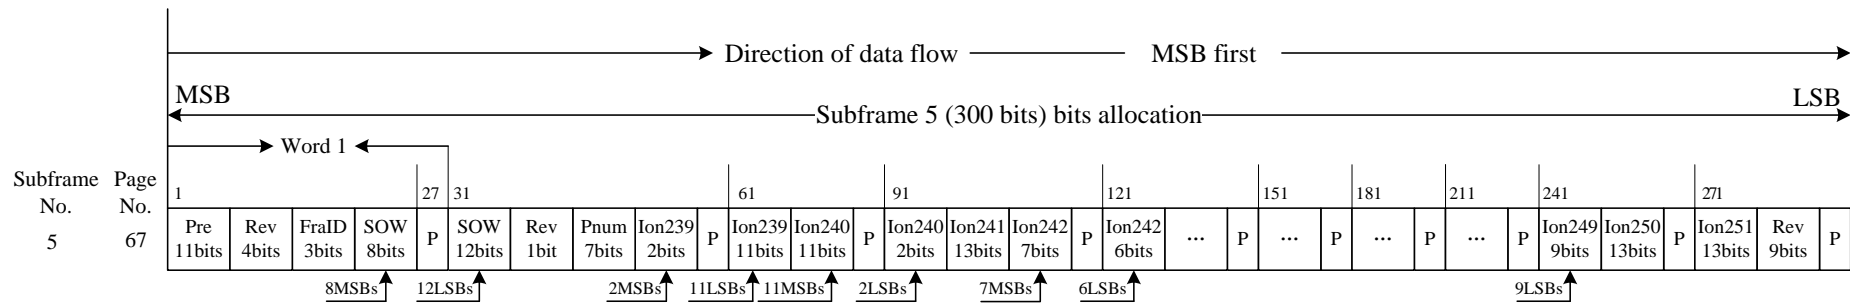 Direction of data flow MSB first
MSB LSB
Subframe 5 (300 bits) bits allocation
Word 1
Subframe No. Page No. 1 27 31 61 91 121 151 181 211 241 271
5 67 Pre 11bits Rev 4bits FraID 3bits SOW 8bits P SOW 12bits Rev 1bit Pnum 7bits Ion239 2bits P Ion239 11bits Ion240 11bits P Ion240 2bits Ion241 13bits Ion242 7bits P Ion242 6bits ... P ... P ... P ... P Ion249 9bits Ion250 13bits P Ion251 13bits Rev 9bits P
8MSBs 12LSBs 2MSBs 11LSBs 11MSBs 2LSBs 7MSBs 6LSBs 9LSBs